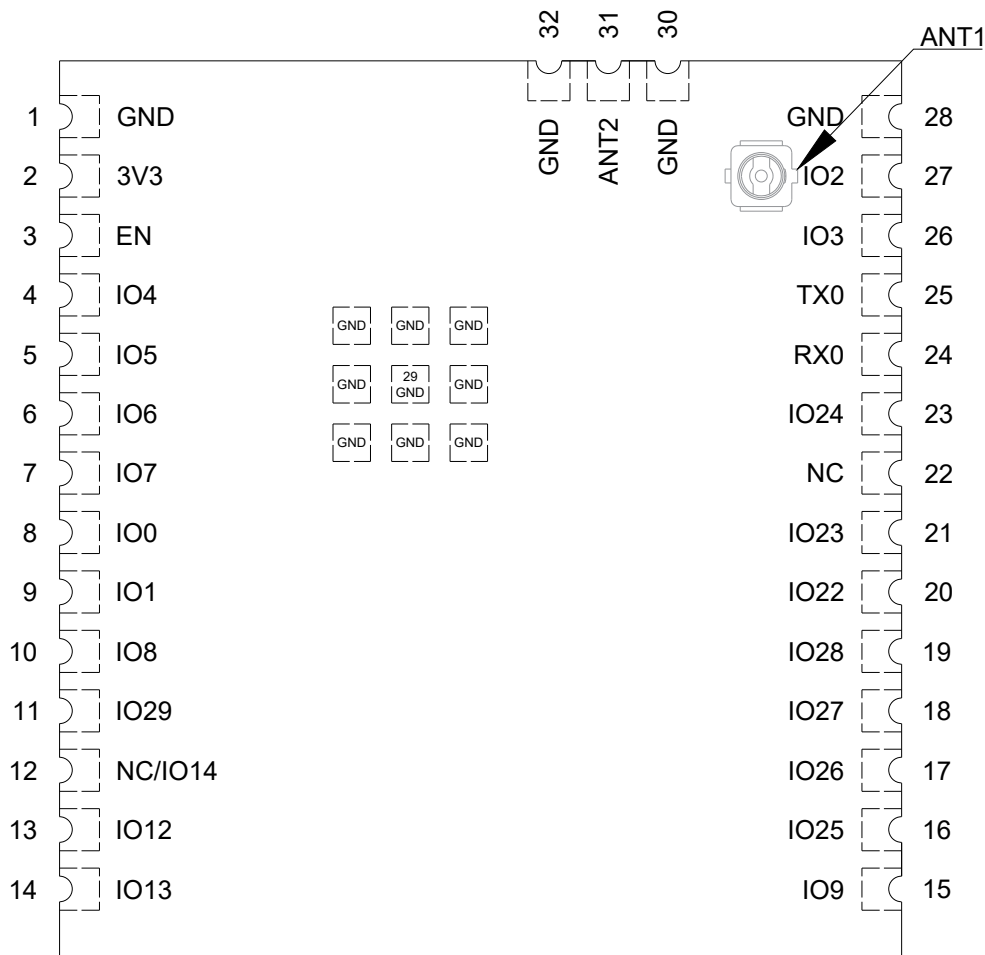 32 31 30
ANT1
1 GND GND ANT2 GND GND 28
2 3V3 IO2 27
3 EN IO3 26
4 IO4 TX0 25
GND GND GND
5 IO5 RX0 24
GND 29 GND GND
6 IO6 IO24 23
GND GND GND
7 IO7 NC 22
8 IO0 IO23 21
9 IO1 IO22 20
10 IO8 IO28 19
11 IO29 IO27 18
12 NC/IO14 IO26 17
13 IO12 IO25 16
14 IO13 IO9 15